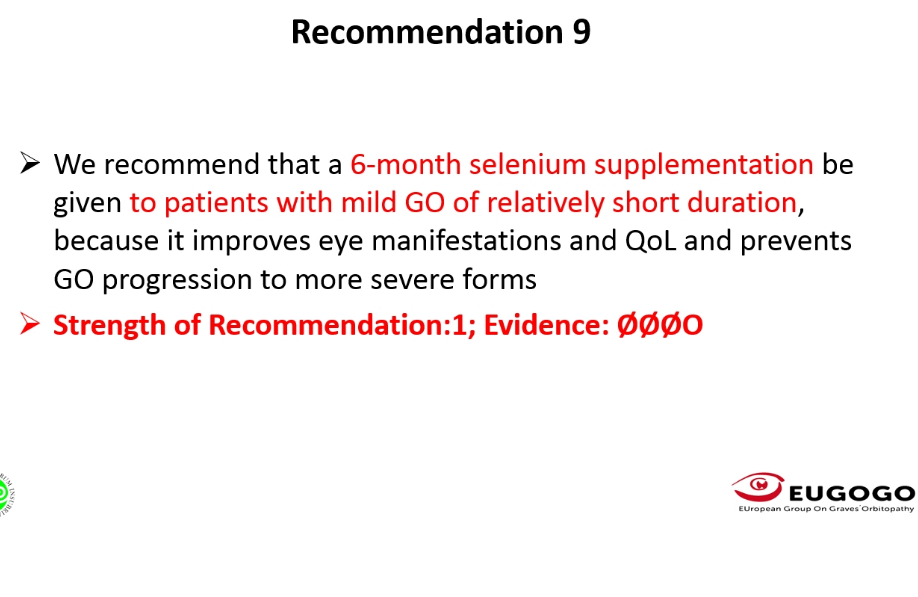 Recommendation 9
➢ We recommend that a 6-month selenium supplementation be
given to patients with mild GO of relatively short duration,
because it improves eye manifestations and QoL and prevents
GO progression to more severe forms
➢ Strength of Recommendation:1; Evidence: ØØØO
EUGOGO
EUropean Group On Graves' Orbitopathy